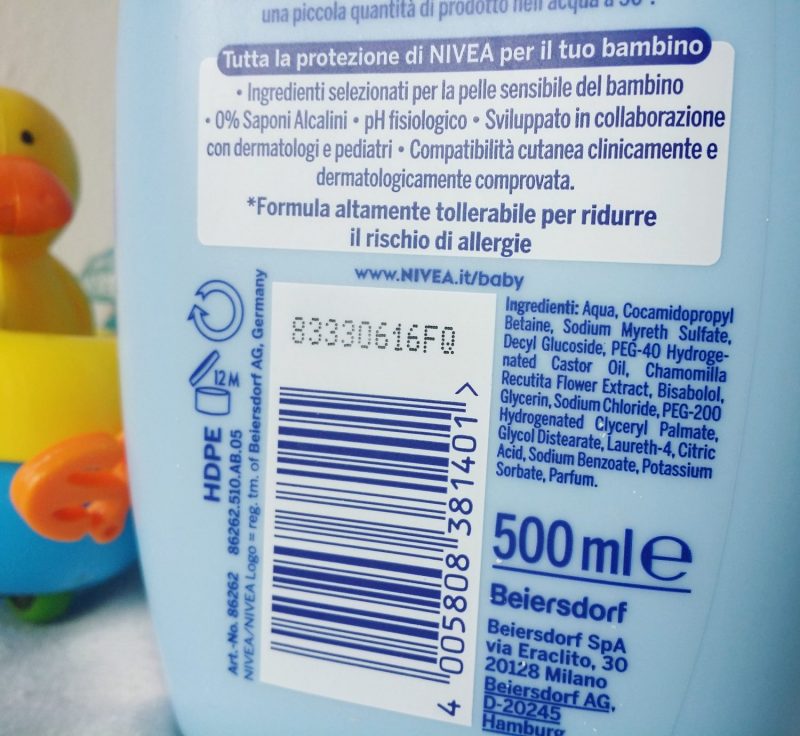 una piccola quantità di prodotto nell'acqua a 36°.
Tutta la protezione di NIVEA per il tuo bambino
• Ingredienti selezionati per la pelle sensibile del bambino
• 0% Saponi Alcalini • pH fisiologico • Sviluppato in collaborazione
con dermatologi e pediatri • Compatibilità cutanea clinicamente e
dermatologicamente comprovata.
*Formula altamente tollerabile per ridurre
il rischio di allergie
www.NIVEA.it/baby
12 M
HDPE
Art.-No. 86262 86262.510.AB.05
NIVEA/NIVEA Logo = reg. tm. of Beiersdorf AG, Germany
83330616FQ
4 005808 381401 >
Ingredienti: Aqua, Cocamidopropyl
Betaine, Sodium Myreth Sulfate,
Decyl Glucoside, PEG-40 Hydroge-
nated Castor Oil, Chamomilla
Recutita Flower Extract, Bisabolol,
Glycerin, Sodium Chloride, PEG-200
Hydrogenated Glyceryl Palmate,
Glycol Distearate, Laureth-4, Citric
Acid, Sodium Benzoate, Potassium
Sorbate, Parfum.
500 ml e
Beiersdorf
Beiersdorf SpA
via Eraclito, 30
20128 Milano
Beiersdorf AG,
D-20245
Hamburg